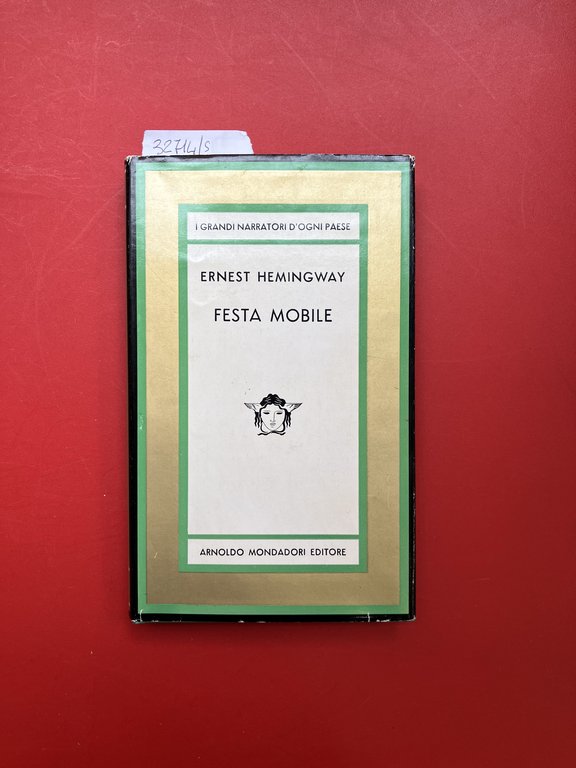 32714/s
I GRANDI NARRATORI D'OGNI PAESE
ERNEST HEMINGWAY
FESTA MOBILE
ARNOLDO MONDADORI EDITORE